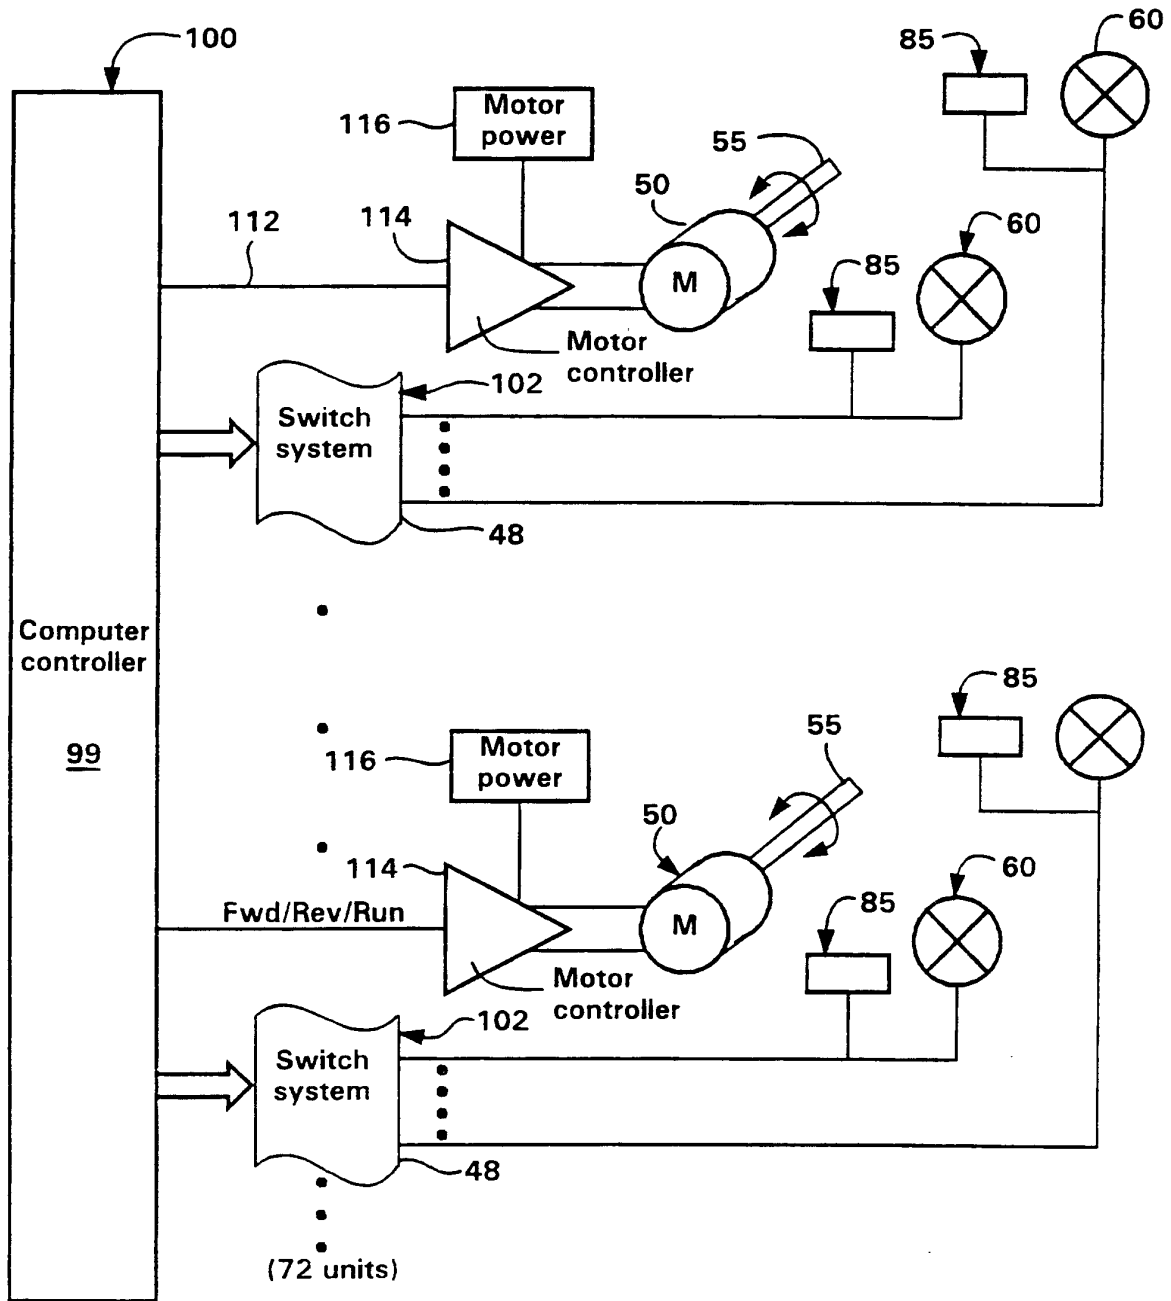 100
85
60
116
Motor
power
55
50
112
114
60
85
M
Motor
controller
102
Switch
system
48
Computer
controller
99
85
116
Motor
power
55
50
114
60
Fwd/Rev/Run
85
M
Motor
controller
102
Switch
system
48
(72 units)